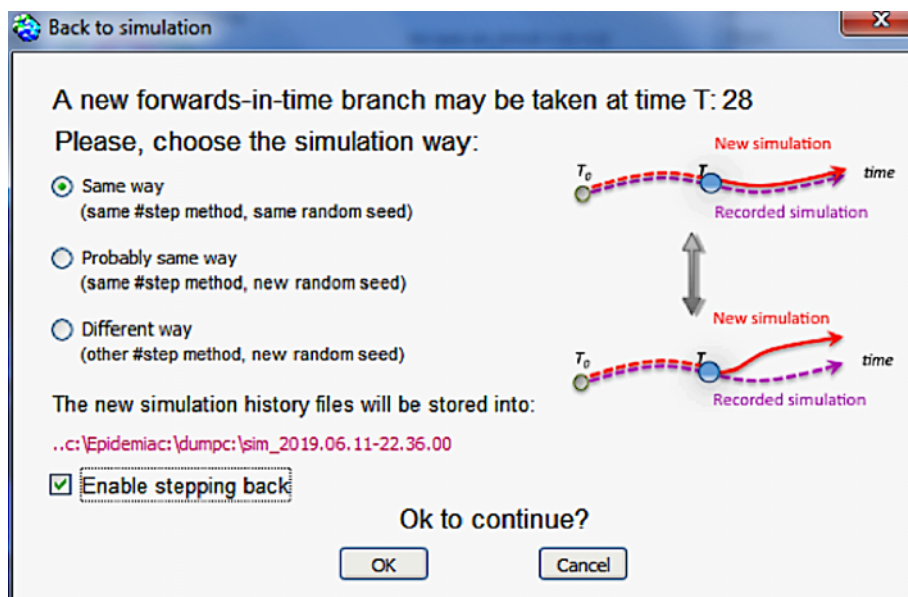 Back to simulation
A new forwards-in-time branch may be taken at time T: 28
Please, choose the simulation way:
Same way
(same #step method, same random seed)
Probably same way
(same #step method, new random seed)
Different way
(other #step method, new random seed)
New simulation
T₀ T time
Recorded simulation
New simulation
T₀ T time
Recorded simulation
The new simulation history files will be stored into:
..c:\Epidemiac:\dumpc:\sim_2019.06.11-22.36.00
Enable stepping back
Ok to continue?
OK Cancel